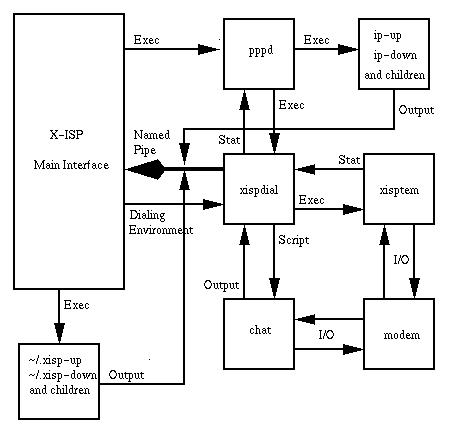 Exec
pppd
Exec
ip-up
ip-down
and children
X-ISP
Main Interface
Named
Pipe
Stat
Exec
Output
Stat
xispdial
xisptem
Dialing
Environment
Exec
Output
Script
I/O
Exec
chat
I/O
modem
~/.xisp-up
~/.xisp-down
and children
Output